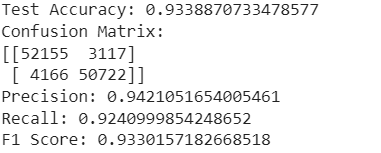 Test Accuracy: 0.9338870733478577
Confusion Matrix:
[[52155  3117]
 [ 4166 50722]]
Precision: 0.9421051654005461
Recall: 0.9240999854248652
F1 Score: 0.9330157182668518